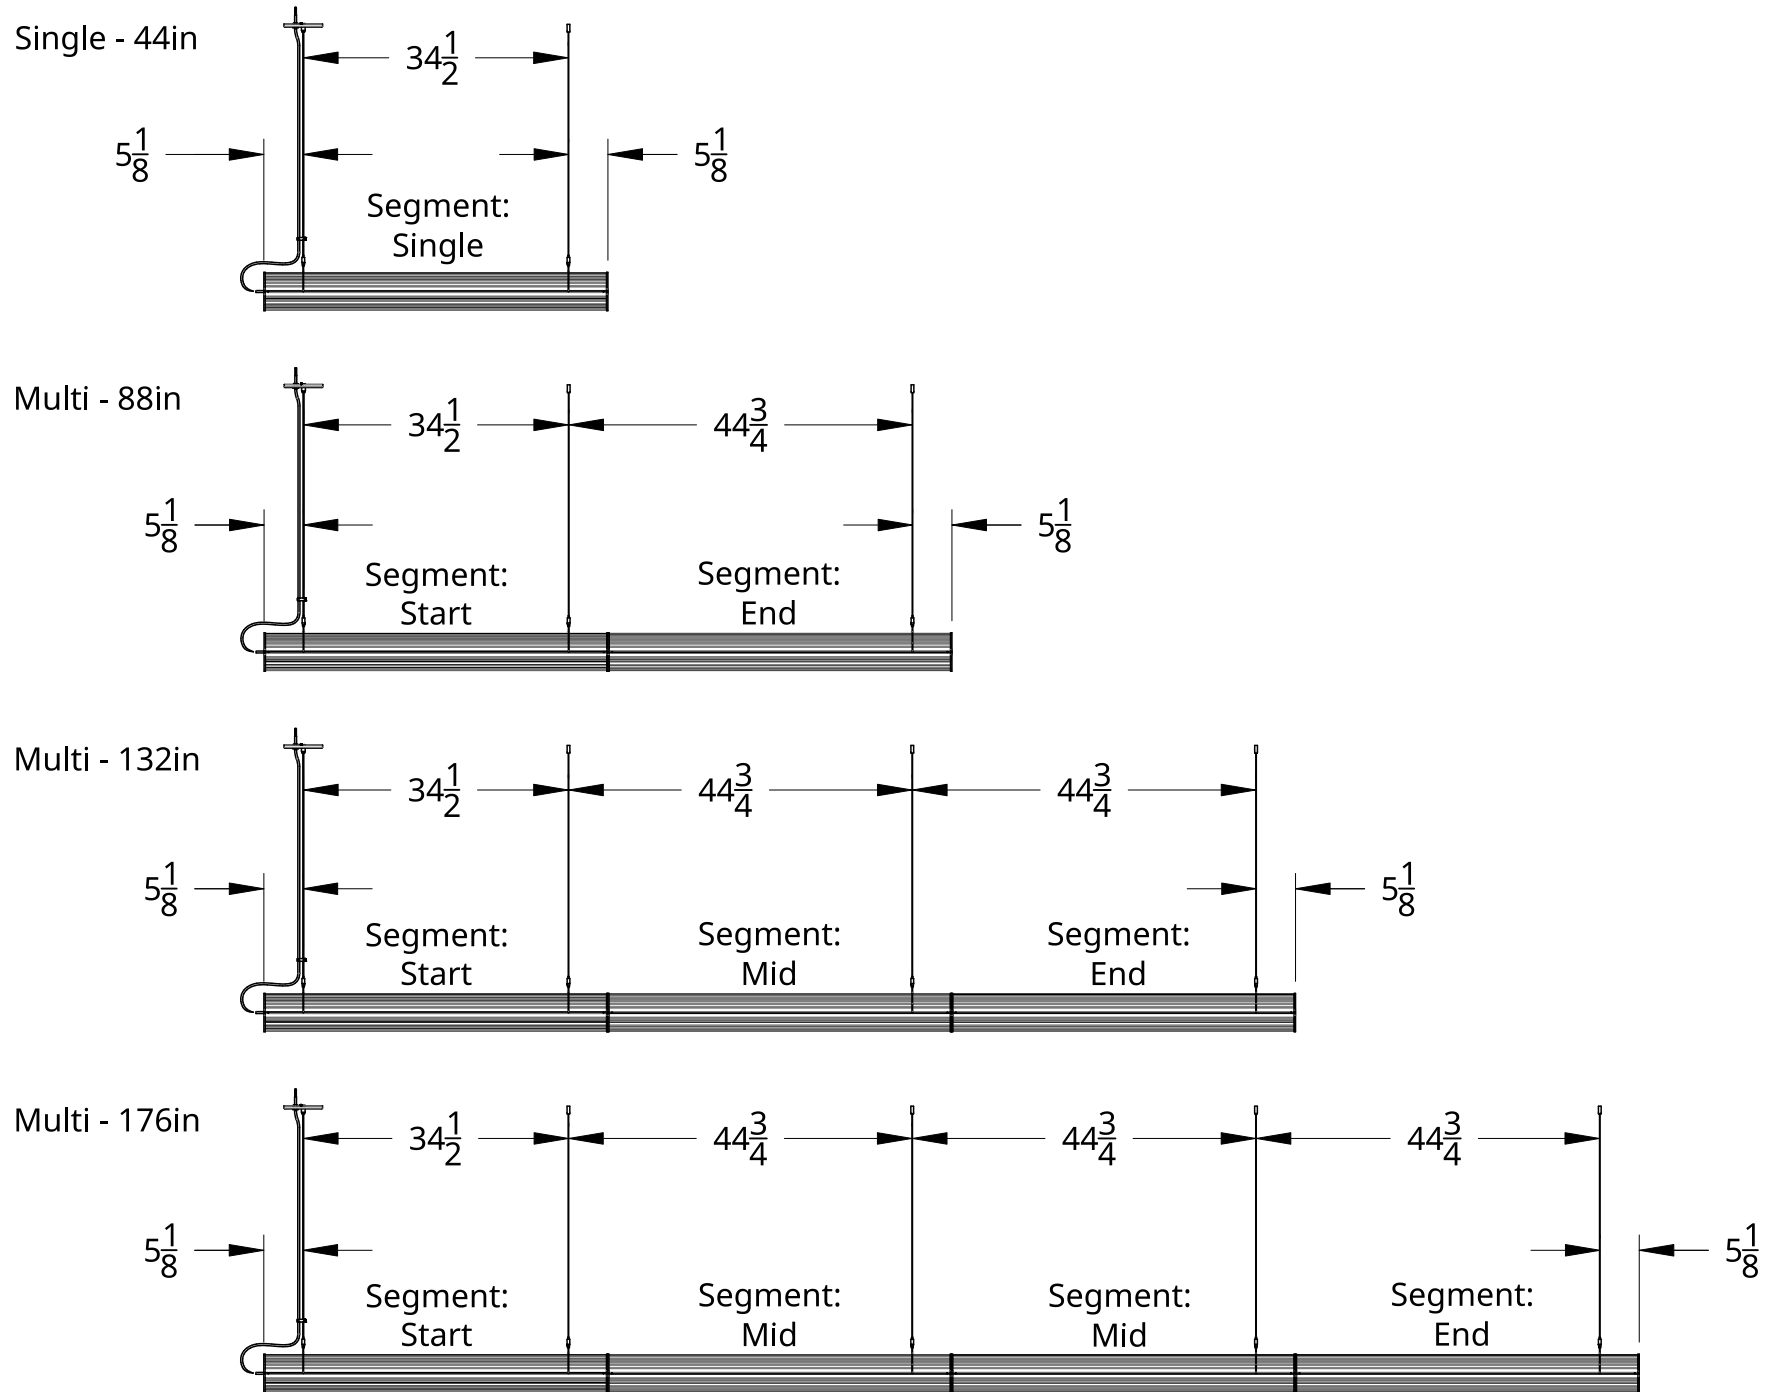 Single - 44in
34 1/2
5 1/8
5 1/8
Segment:
Single
Multi - 88in
34 1/2
44 3/4
5 1/8
5 1/8
Segment:
Start
Segment:
End
Multi - 132in
34 1/2
44 3/4
44 3/4
5 1/8
5 1/8
Segment:
Start
Segment:
Mid
Segment:
End
Multi - 176in
34 1/2
44 3/4
44 3/4
44 3/4
5 1/8
5 1/8
Segment:
Start
Segment:
Mid
Segment:
Mid
Segment:
End